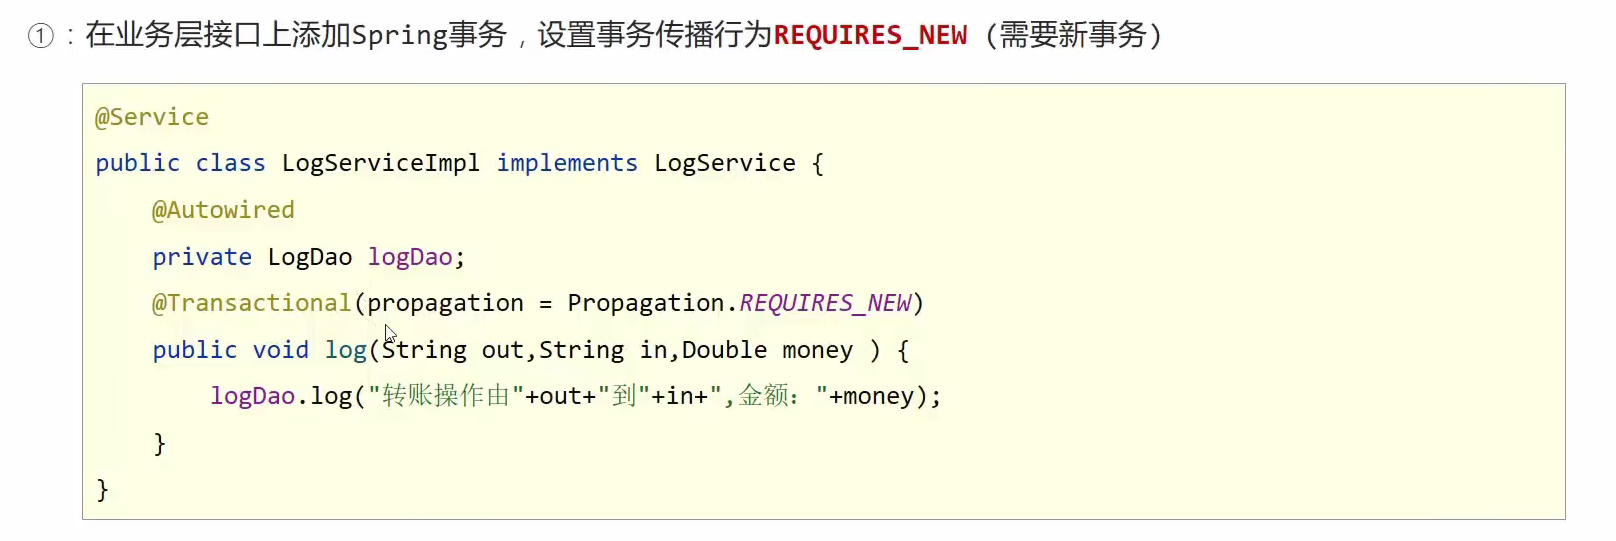 ①：在业务层接口上添加Spring事务，设置事务传播行为REQUIRES_NEW（需要新事务）
@Service
public class LogServiceImpl implements LogService {
    @Autowired
    private LogDao logDao;
    @Transactional(propagation = Propagation.REQUIRES_NEW)
    public void log(String out,String in,Double money ) {
        logDao.log("转账操作由"+out+"到"+in+",金额："+money);
    }
}